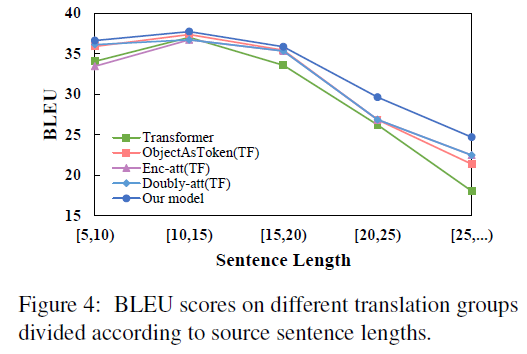 40
35
30
25
20
15
BLEU
Transformer
ObjectAsToken(TF)
Enc-att(TF)
Doubly-att(TF)
Our model
[5,10) [10,15) [15,20) [20,25) [25,...)
Sentence Length
Figure 4: BLEU scores on different translation groups
divided according to source sentence lengths.